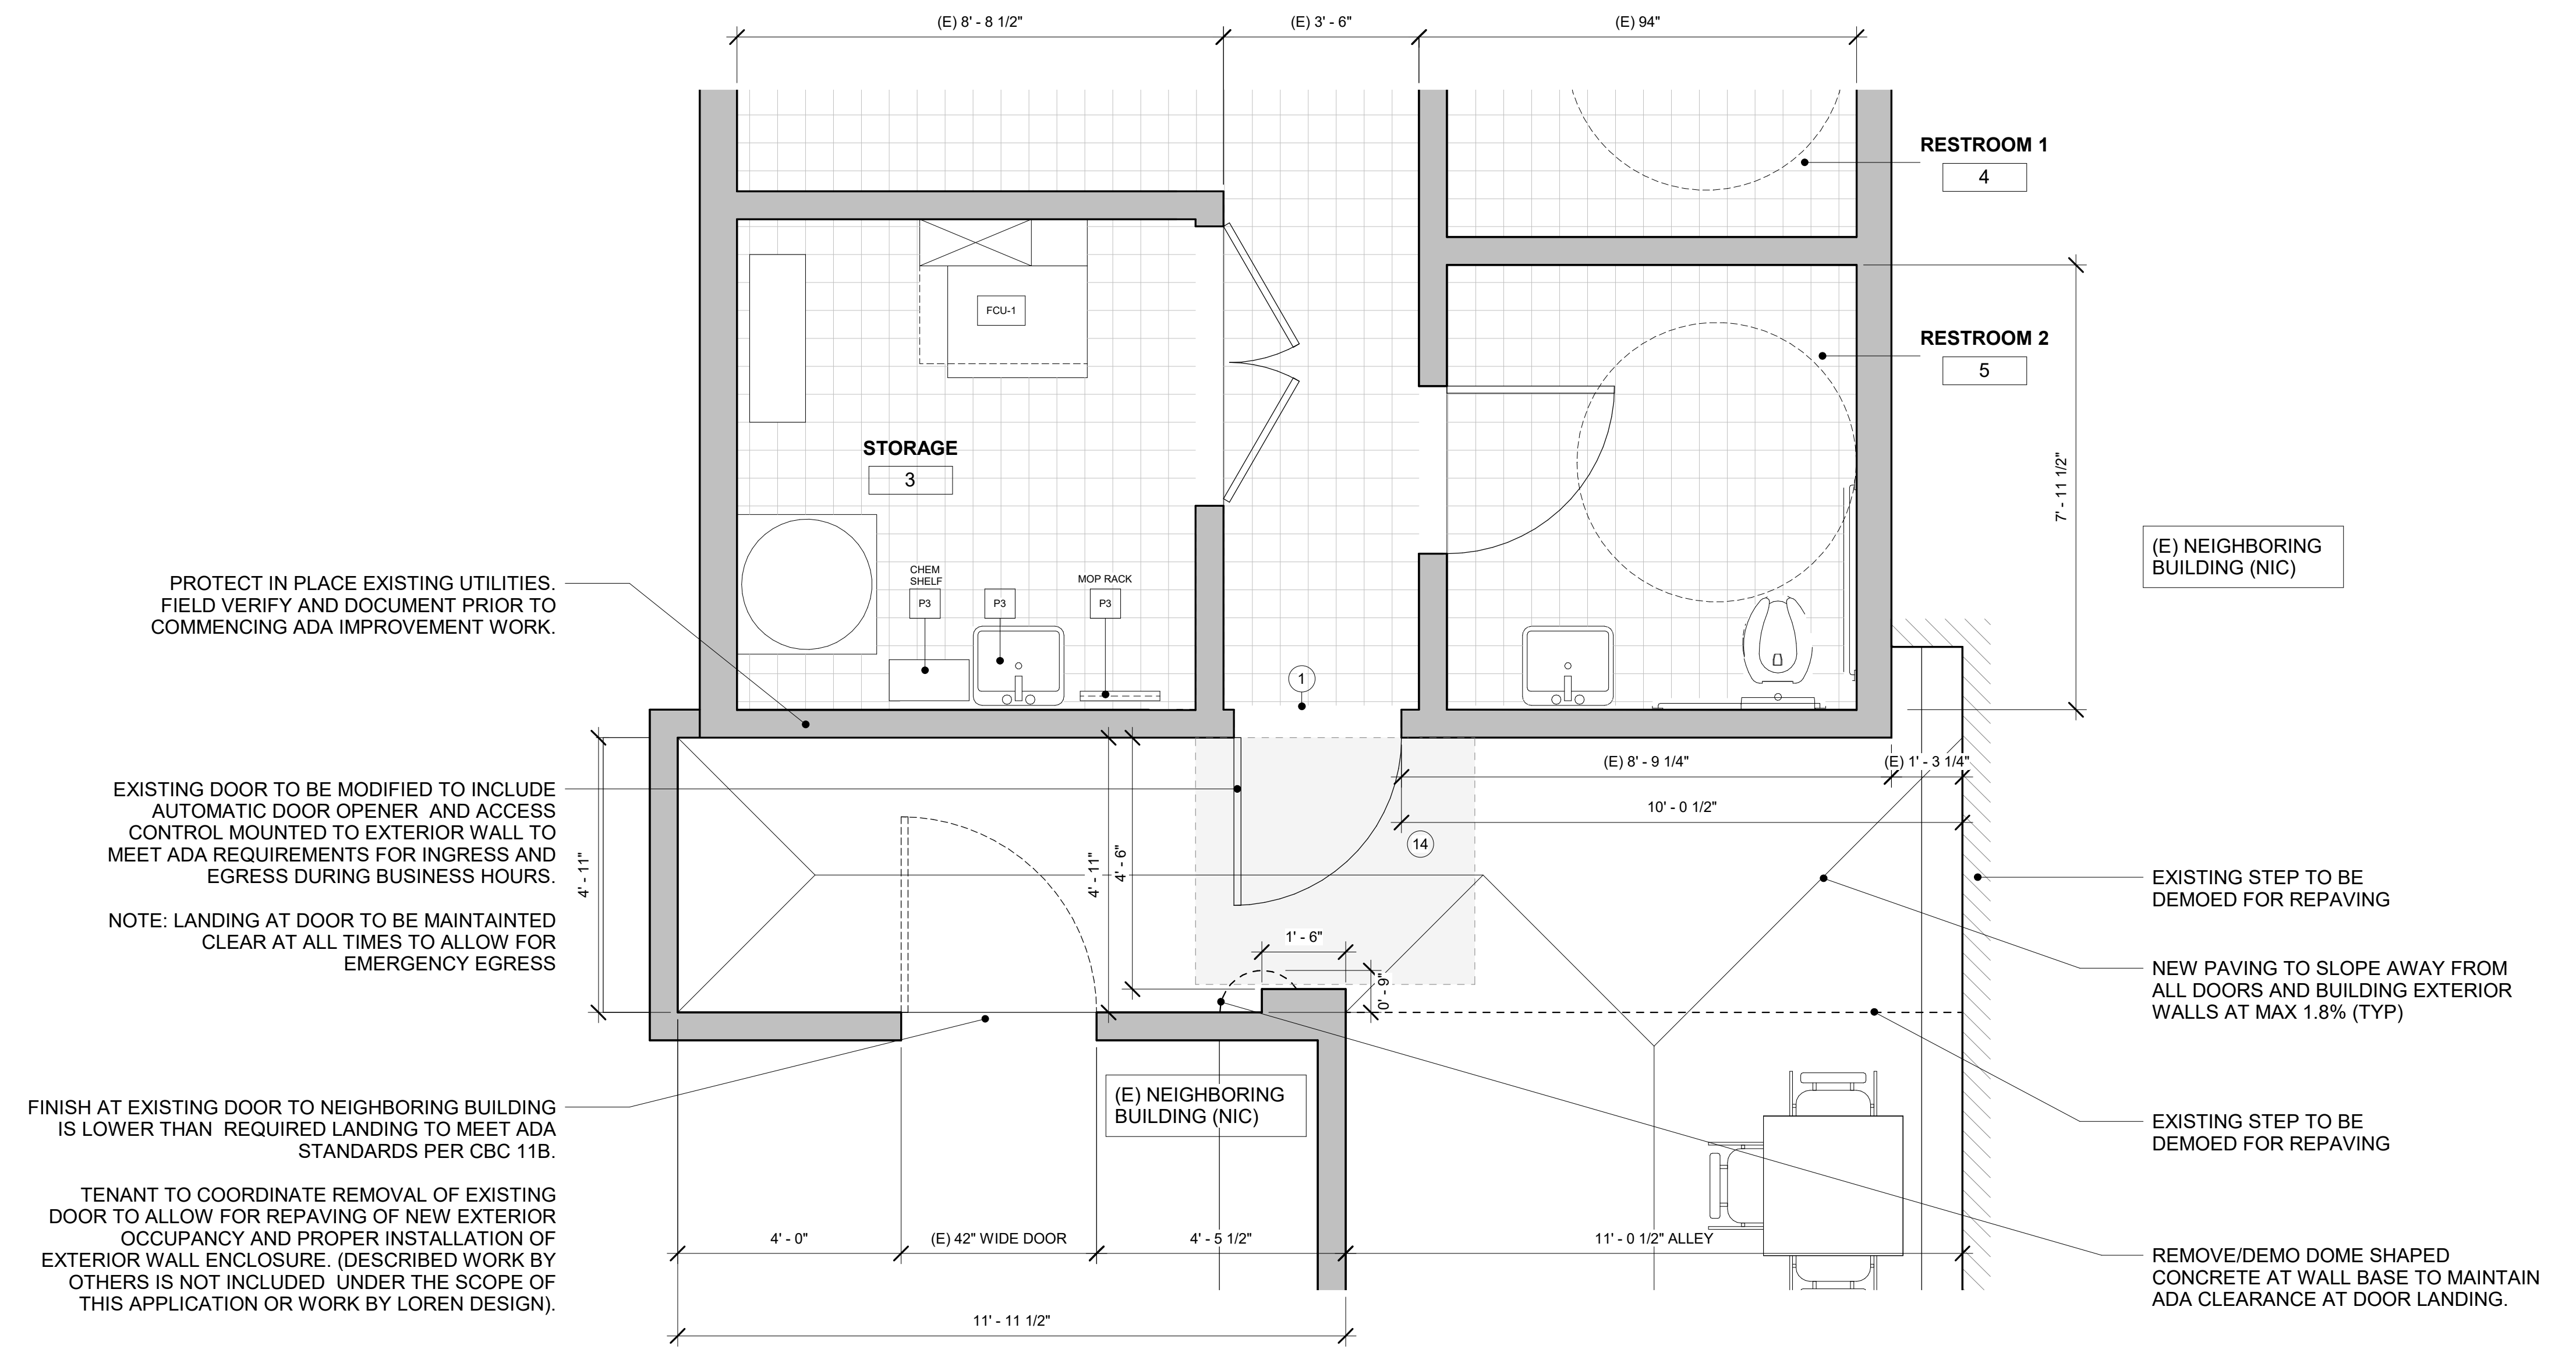 (E) 8' - 8 1/2"
(E) 3' - 6"
(E) 94"
RESTROOM 1
4
RESTROOM 2
5
FCU-1
STORAGE
3
7' - 11 1/2"
(E) NEIGHBORING
BUILDING (NIC)
CHEM
SHELF
MOP RACK
P3
P3
P3
PROTECT IN PLACE EXISTING UTILITIES.
FIELD VERIFY AND DOCUMENT PRIOR TO
COMMENCING ADA IMPROVEMENT WORK.
1
(E) 8' - 9 1/4"
(E) 1' - 3 1/4"
10' - 0 1/2"
14
EXISTING DOOR TO BE MODIFIED TO INCLUDE
AUTOMATIC DOOR OPENER AND ACCESS
CONTROL MOUNTED TO EXTERIOR WALL TO
MEET ADA REQUIREMENTS FOR INGRESS AND
EGRESS DURING BUSINESS HOURS.
NOTE: LANDING AT DOOR TO BE MAINTAINTED
CLEAR AT ALL TIMES TO ALLOW FOR
EMERGENCY EGRESS
4' - 11"
4' - 11"
4' - 6"
1' - 6"
0' - 9"
EXISTING STEP TO BE
DEMOED FOR REPAVING
NEW PAVING TO SLOPE AWAY FROM
ALL DOORS AND BUILDING EXTERIOR
WALLS AT MAX 1.8% (TYP)
FINISH AT EXISTING DOOR TO NEIGHBORING BUILDING
IS LOWER THAN REQUIRED LANDING TO MEET ADA
STANDARDS PER CBC 11B.
TENANT TO COORDINATE REMOVAL OF EXISTING
DOOR TO ALLOW FOR REPAVING OF NEW EXTERIOR
OCCUPANCY AND PROPER INSTALLATION OF
EXTERIOR WALL ENCLOSURE. (DESCRIBED WORK BY
OTHERS IS NOT INCLUDED UNDER THE SCOPE OF
THIS APPLICATION OR WORK BY LOREN DESIGN).
(E) NEIGHBORING
BUILDING (NIC)
EXISTING STEP TO BE
DEMOED FOR REPAVING
4' - 0"
(E) 42" WIDE DOOR
4' - 5 1/2"
11' - 0 1/2" ALLEY
REMOVE/DEMO DOME SHAPED
CONCRETE AT WALL BASE TO MAINTAIN
ADA CLEARANCE AT DOOR LANDING.
11' - 11 1/2"